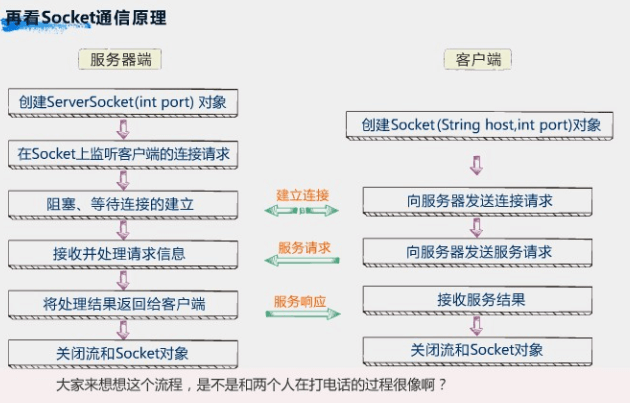 再看Socket通信原理
服务器端
客户端
创建ServerSocket(int port) 对象
在Socket上监听客户端的连接请求
阻塞、等待连接的建立
接收并处理请求信息
将处理结果返回给客户端
关闭流和Socket对象
建立连接
服务请求
服务响应
创建Socket(String host,int port)对象
向服务器发送连接请求
向服务器发送服务请求
接收服务结果
关闭流和Socket对象
大家来想想这个流程，是不是和两个人在打电话的过程很像啊？